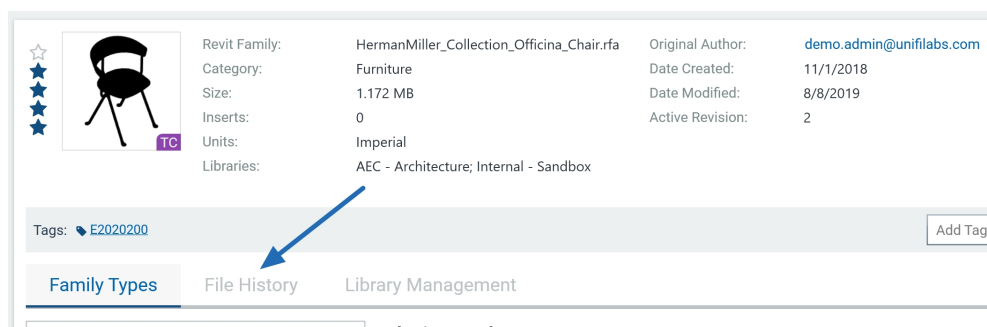 Revit Family: HermanMiller_Collection_Officina_Chair.rfa Original Author: demo.admin@unifilabs.com
Category: Furniture Date Created: 11/1/2018
Size: 1.172 MB Date Modified: 8/8/2019
Inserts: 0 Active Revision: 2
TC
Units: Imperial
Libraries: AEC - Architecture; Internal - Sandbox
Tags: E2020200 Add Tag
Family Types File History Library Management